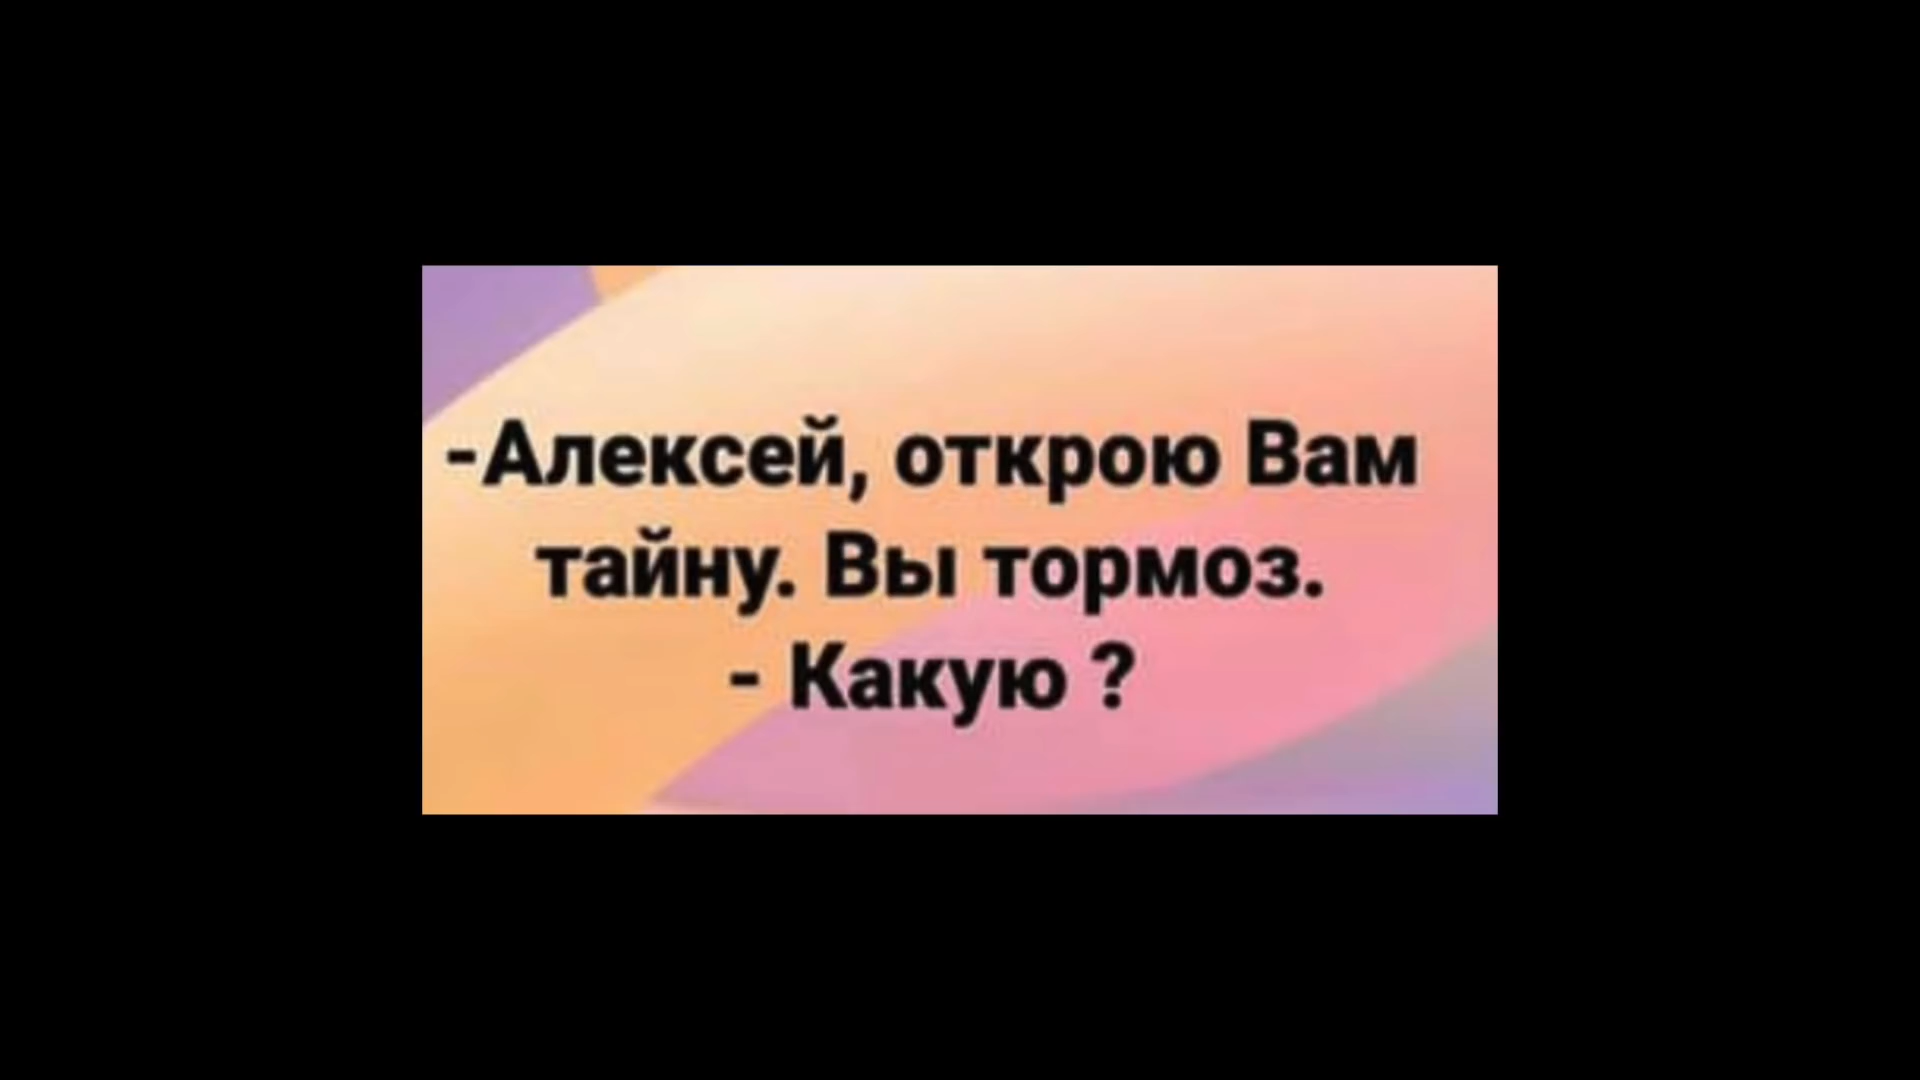 -Алексей, открою Вам
тайну. Вы тормоз.
- Какую ?